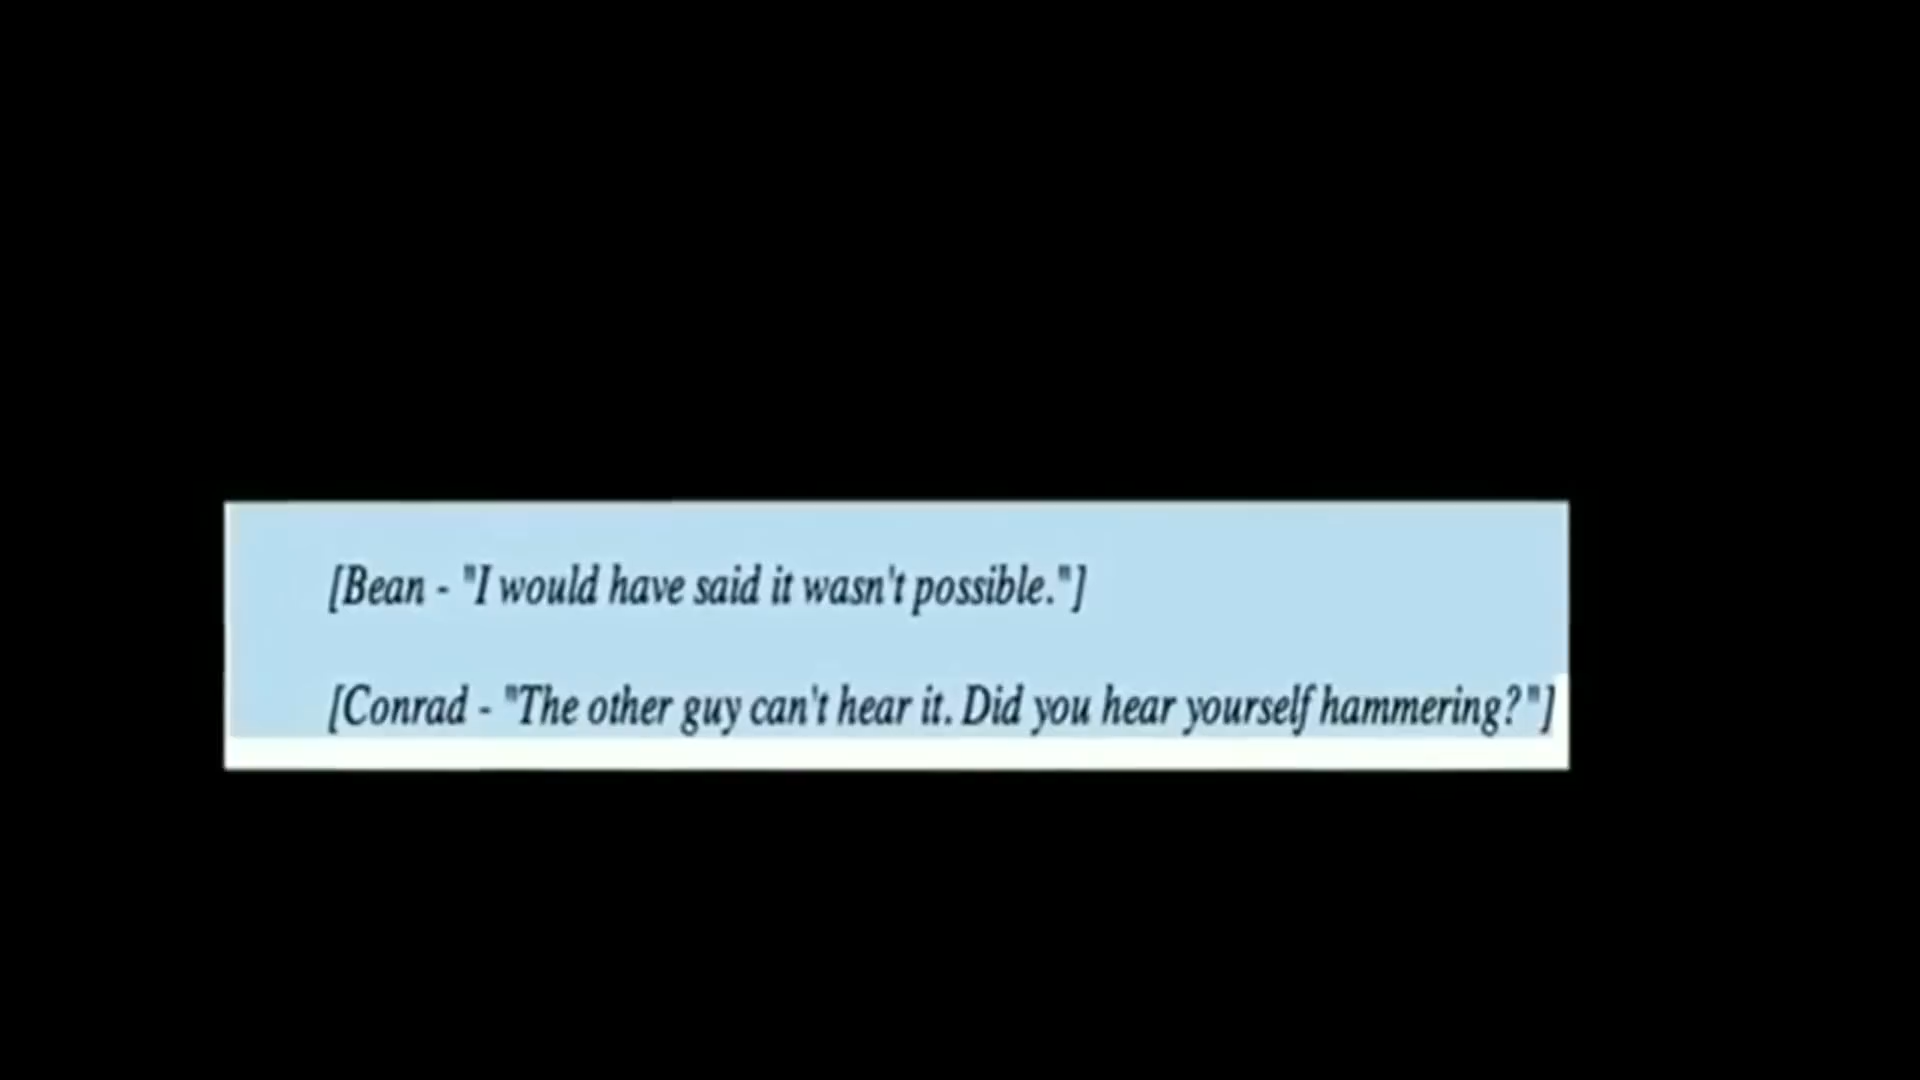 [Bean - "I would have said it wasn't possible."]
[Conrad - "The other guy can't hear it. Did you hear yourself hammering?"]